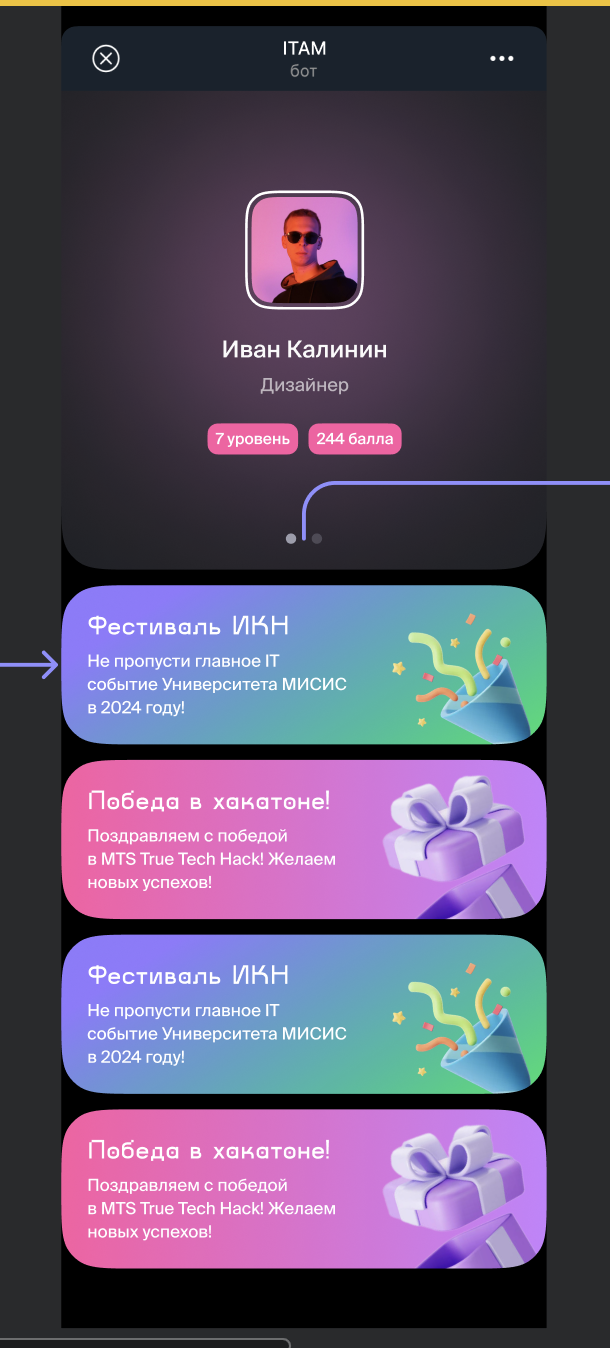 ITAM
бот
Иван Калинин
Дизайнер
7 уровень
244 балла
Фестиваль ИКН
Не пропусти главное IT
событие Университета МИСИС
в 2024 году!
Победа в хакатоне!
Поздравляем с победой
в MTS True Tech Hack! Желаем
новых успехов!
Фестиваль ИКН
Не пропусти главное IT
событие Университета МИСИС
в 2024 году!
Победа в хакатоне!
Поздравляем с победой
в MTS True Tech Hack! Желаем
новых успехов!